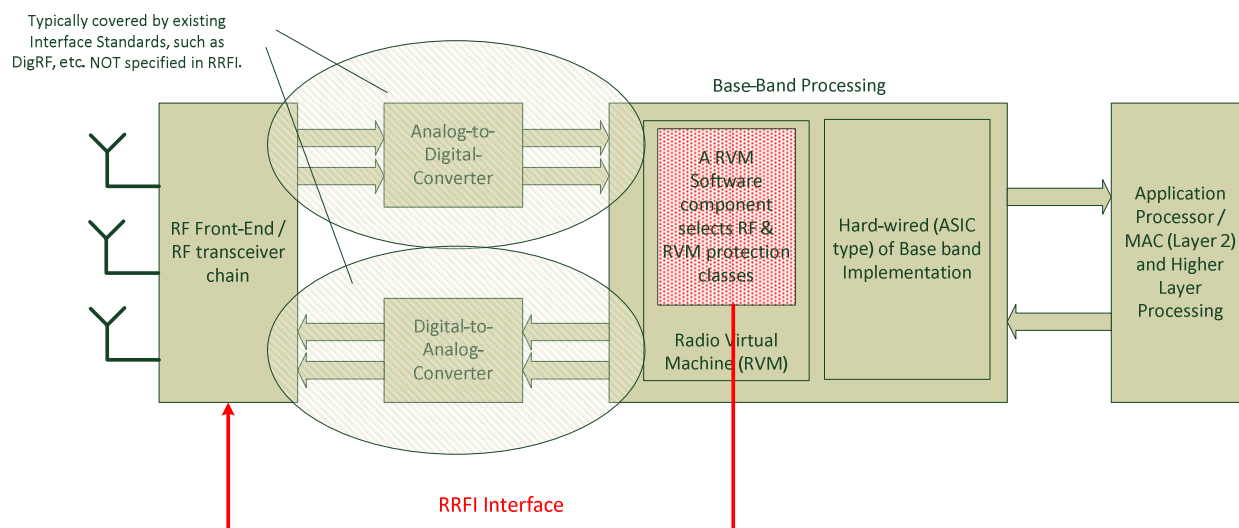 Typically covered by existing
Interface Standards, such as
DigRF, etc. NOT specified in RRFI.
Base-Band Processing
RF Front-End /
RF transceiver
chain
Analog-to-
Digital-
Converter
Digital-to-
Analog-
Converter
A RVM
Software
component
selects RF &
RVM protection
classes
Radio Virtual
Machine (RVM)
Hard-wired (ASIC
type) of Base band
Implementation
Application
Processor /
MAC (Layer 2)
and Higher
Layer
Processing
RRFI Interface